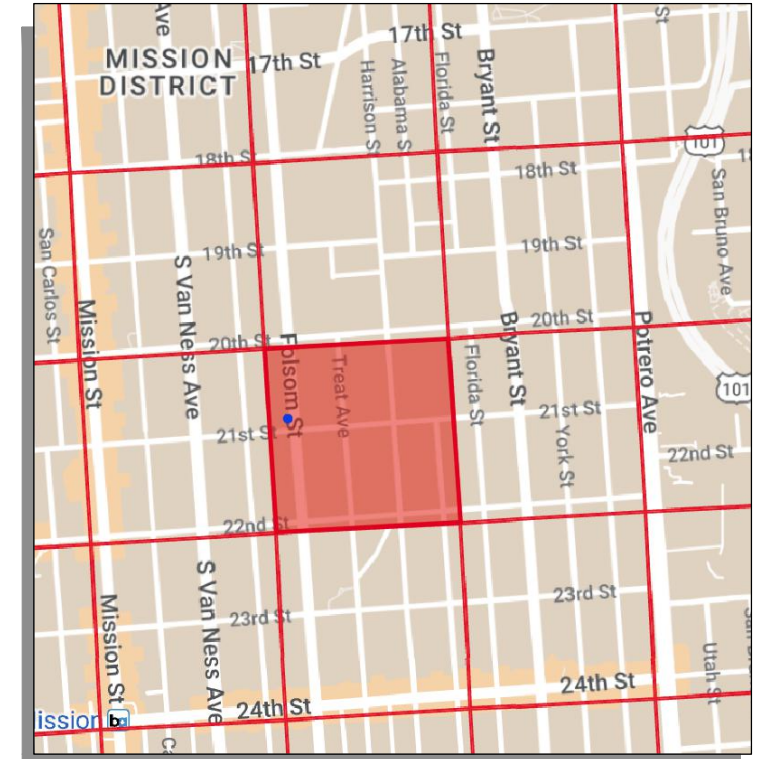 Ave
St
17th St
MISSION
DISTRICT
17th St
Harrison S
Alabama S
Florida St
Bryant St
101
18th S
18th St
San Bruno Ave
San Carlos St
19th St
19th St
S Van Ness Ave
Mission St
20th St
20th St
Folsom St
Treat Ave
Florida St
Bryant St
Potrero Ave
101
21st St
21st St
York St
22nd St
22nd St
S Van Ness Ave
Mission St
23rd St
23rd St
Utah St
24th St
24th St
ission
ba
Ca